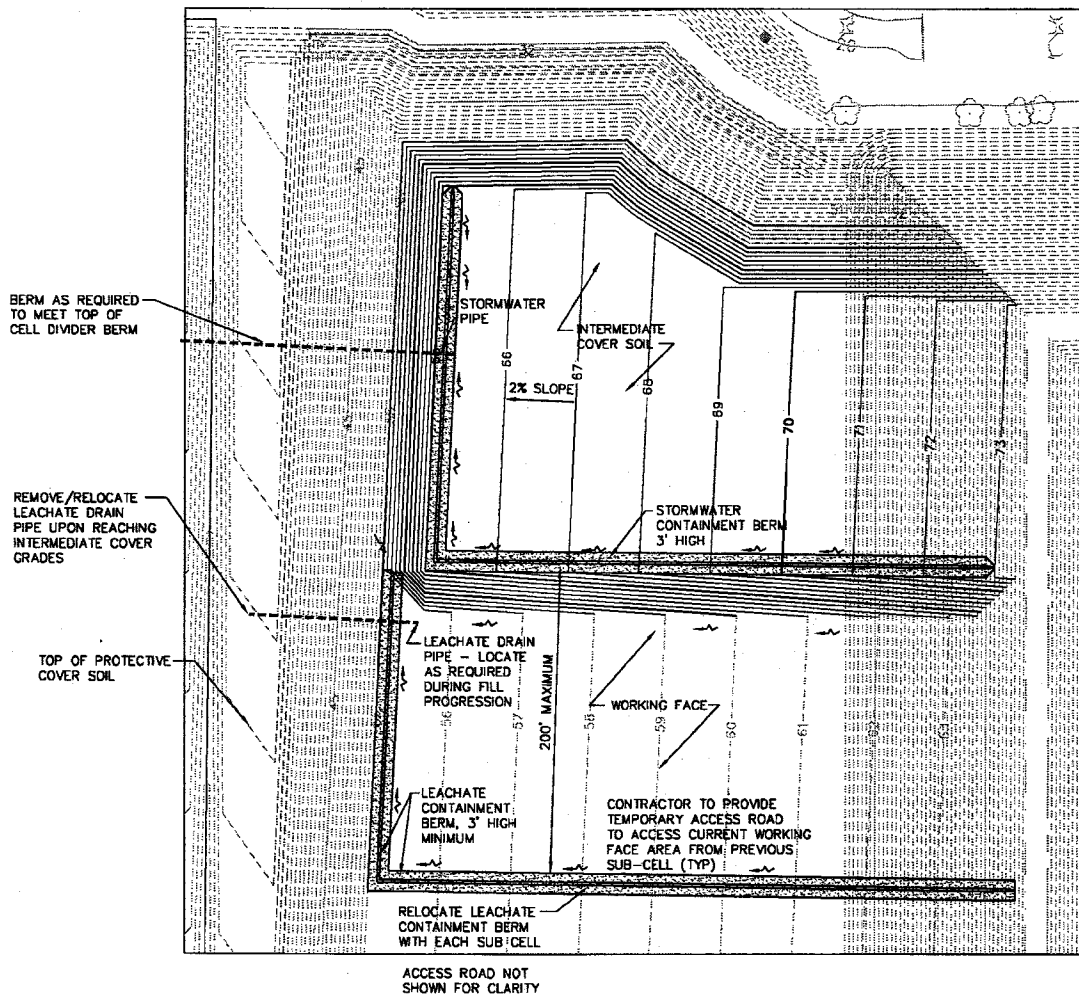 BERM AS REQUIRED
TO MEET TOP OF
CELL DIVIDER BERM
STORMWATER
PIPE
INTERMEDIATE
COVER SOIL
66
67
68
69
70
71
72
73
2% SLOPE
REMOVE/RELOCATE
LEACHATE DRAIN
PIPE UPON REACHING
INTERMEDIATE COVER
GRADES
STORMWATER
CONTAINMENT BERM
3' HIGH
TOP OF PROTECTIVE
COVER SOIL
LEACHATE DRAIN
PIPE - LOCATE
AS REQUIRED
DURING FILL
PROGRESSION
56
57
58
59
60
61
62
63
200' MAXIMUM
WORKING FACE
LEACHATE
CONTAINMENT
BERM, 3' HIGH
MINIMUM
CONTRACTOR TO PROVIDE
TEMPORARY ACCESS ROAD
TO ACCESS CURRENT WORKING
FACE AREA FROM PREVIOUS
SUB-CELL (TYP)
RELOCATE LEACHATE
CONTAINMENT BERM
WITH EACH SUB CELL
ACCESS ROAD NOT
SHOWN FOR CLARITY